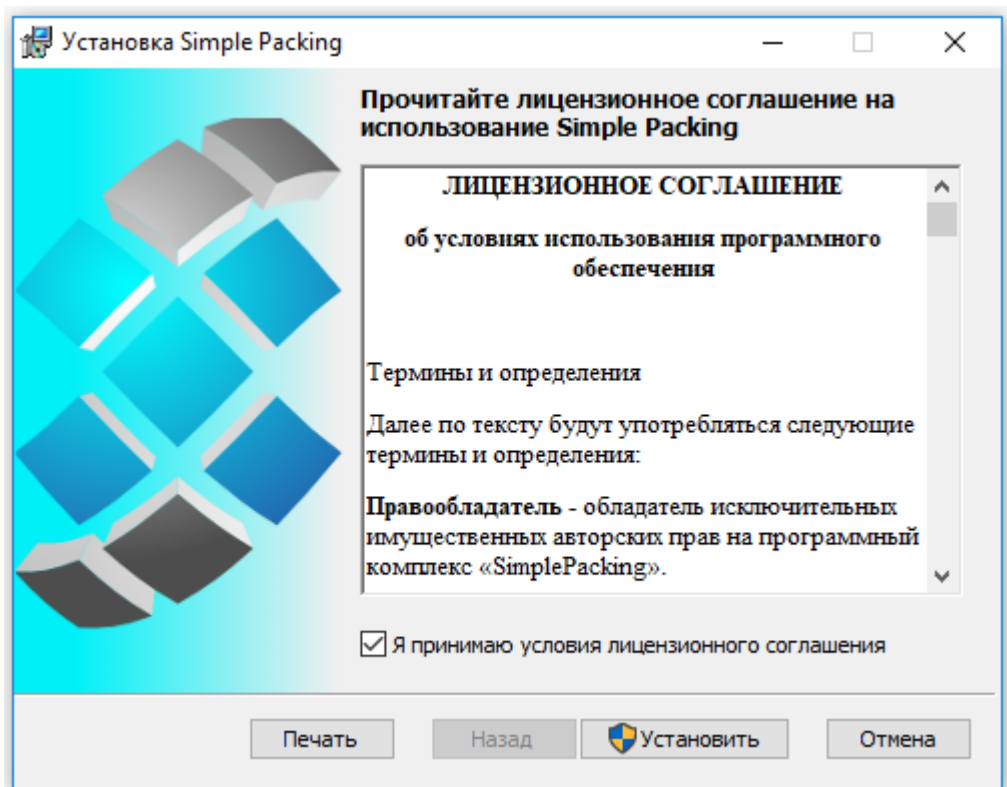 Установка Simple Packing
Прочитайте лицензионное соглашение на
использование Simple Packing
ЛИЦЕНЗИОННОЕ СОГЛАШЕНИЕ
об условиях использования программного
обеспечения
Термины и определения
Далее по тексту будут употребляться следующие
термины и определения:
Правообладатель - обладатель исключительных
имущественных авторских прав на программный
комплекс «SimplePacking».
Я принимаю условия лицензионного соглашения
Печать
Назад
Установить
Отмена